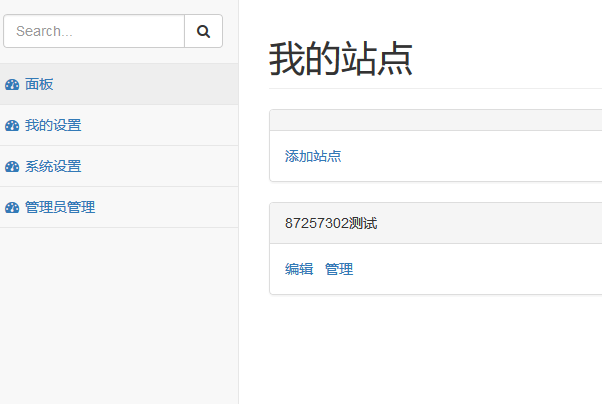 Search...
面板
我的设置
系统设置
管理员管理
我的站点
添加站点
87257302测试
编辑 管理